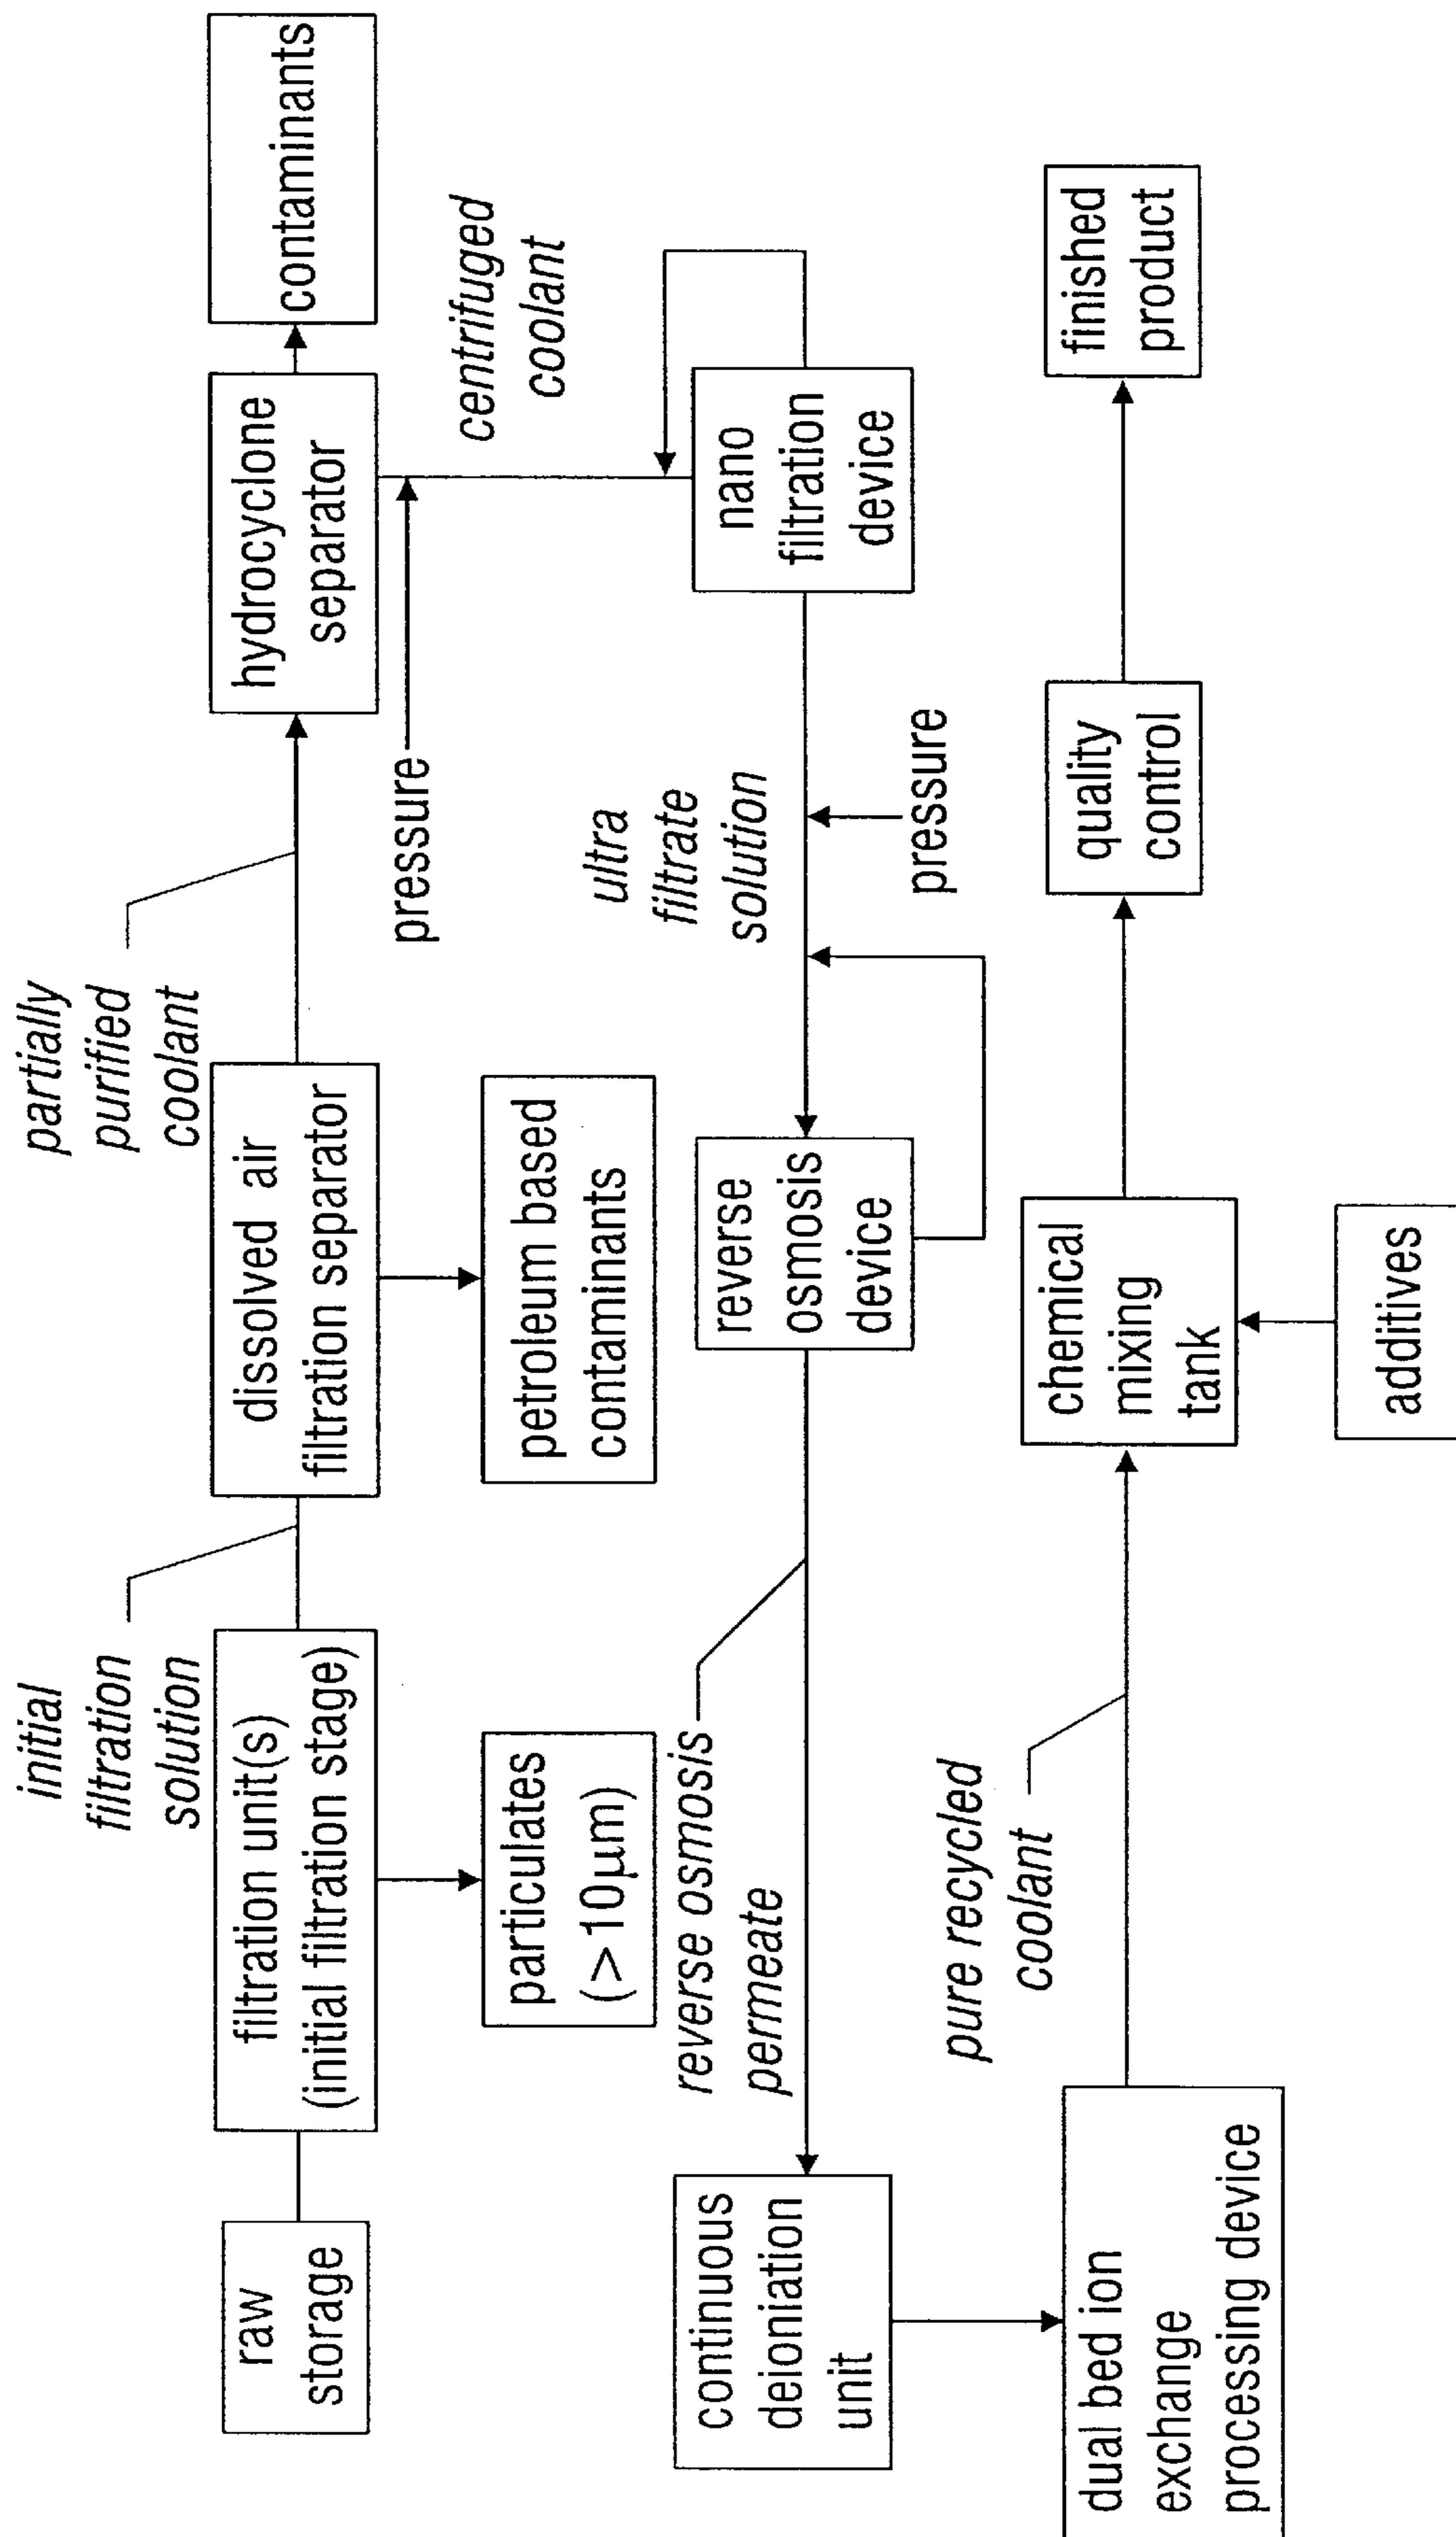 initial
filtration
solution
partially
purified
coolant
raw
storage
filtration unit(s)
(initial filtration stage)
dissolved air
filtration separator
hydrocyclone
separator
contaminants
particulates
(>10μm)
petroleum based
contaminants
pressure
centrifuged
coolant
reverse osmosis
permeate
ultra
filtrate
solution
continuous
deioniation
unit
reverse
osmosis
device
nano
filtration
device
pressure
pure recycled
coolant
dual bed ion
exchange
processing device
chemical
mixing
tank
quality
control
finished
product
additives